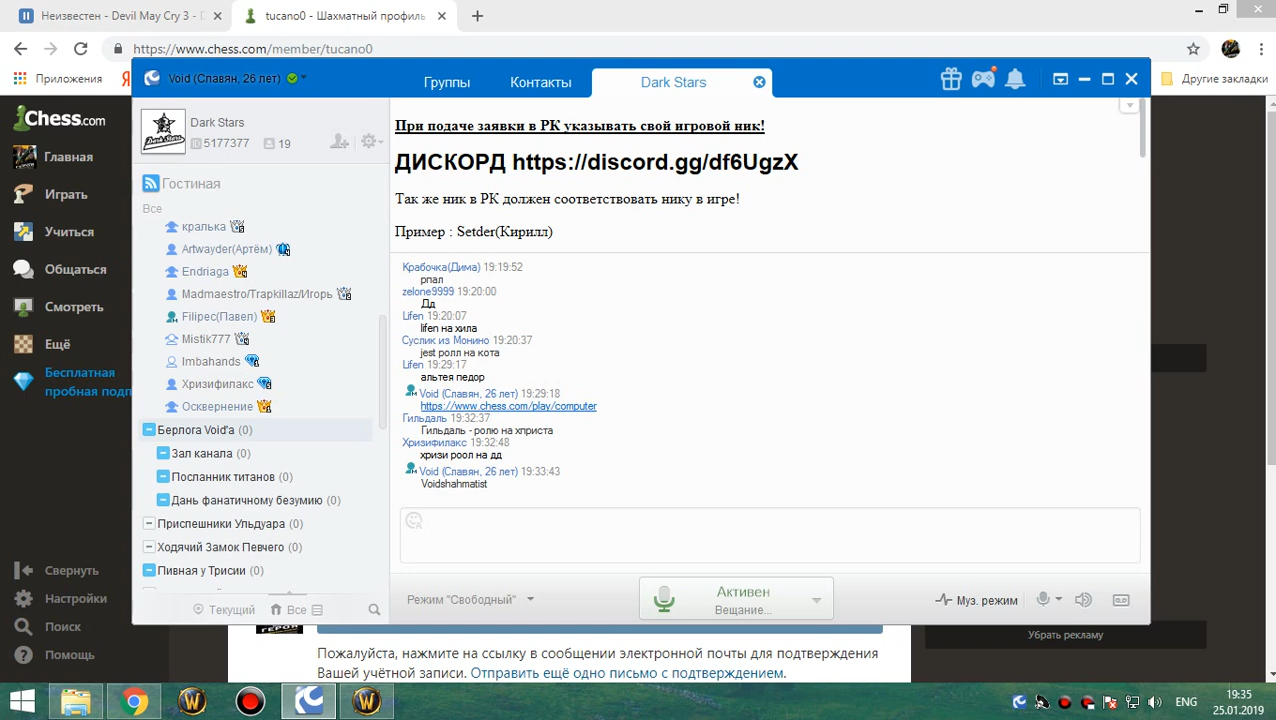 Неизвестен - Devil May Cry 3 -
tucano0 - Шахматный профиль
https://www.chess.com/member/tucano0
Приложения
Другие закладки
Chess.com
Главная
Играть
Учиться
Общаться
Смотреть
Ещё
Бесплатная
пробная подп
Свернуть
Настройки
Поиск
Помощь
Void (Славян, 26 лет)
Группы
Контакты
Dark Stars
Dark Stars
5177377
19
Гостиная
Все
кралька
Artwayder(Артём)
Endriaga
Madmaestro/Trapkillaz/Игорь
Filipec(Павел)
Mistik777
Imbahands
Хризифилакс
Осквернение
Берлога Void'a (0)
Зал канала (0)
Посланник титанов (0)
Дань фанатичному безумию (0)
Приспешники Ульдуара (0)
Ходячий Замок Певчего (0)
Пивная у Трисии (0)
Текущий
Все
При подаче заявки в РК указывать свой игровой ник!
ДИСКОРД https://discord.gg/df6UgzX
Так же ник в РК должен соответствовать нику в игре!
Пример : Setder(Кирилл)
Крабочка(Дима) 19:19:52
рпал
zelone9999 19:20:00
Дд
Lifen 19:20:07
lifen на хила
Суслик из Монино 19:20:37
jest ролл на кота
Lifen 19:29:17
альтея педор
Void (Славян, 26 лет) 19:29:18
https://www.chess.com/play/computer
Гильдаль 19:32:37
Гильдаль - ролю на хприста
Хризифилакс 19:32:48
хризи роол на дд
Void (Славян, 26 лет) 19:33:43
Voidshahmatist
Режим "Свободный"
Активен
Вещание...
Муз. режим
Убрать рекламу
Пожалуйста, нажмите на ссылку в сообщении электронной почты для подтверждения
Вашей учётной записи. Отправить ещё одно письмо с подтверждением.
ENG
19:35
25.01.2019